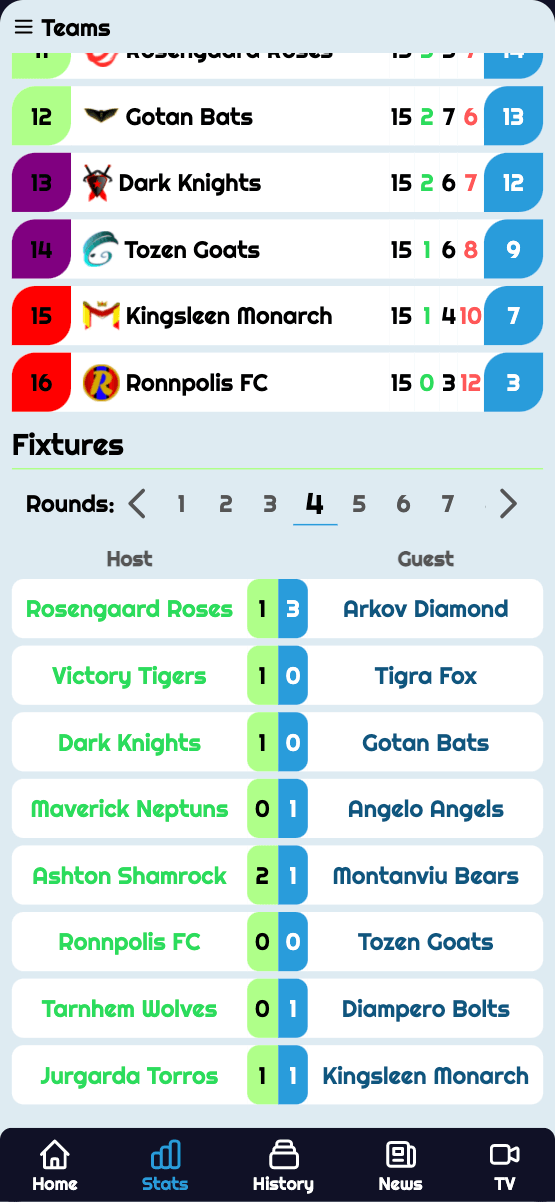 Teams
11 Rosengaard Roses 15 14
12 Gotan Bats 15 2 7 6 13
13 Dark Knights 15 2 6 7 12
14 Tozen Goats 15 1 6 8 9
15 Kingsleen Monarch 15 1 4 10 7
16 Ronnpolis FC 15 0 3 12 3
Fixtures
Rounds: 1 2 3 4 5 6 7
Host Guest
Rosengaard Roses 1 3 Arkov Diamond
Victory Tigers 1 0 Tigra Fox
Dark Knights 1 0 Gotan Bats
Maverick Neptuns 0 1 Angelo Angels
Ashton Shamrock 2 1 Montanviu Bears
Ronnpolis FC 0 0 Tozen Goats
Tarnhem Wolves 0 1 Diampero Bolts
Jurgarda Torros 1 1 Kingsleen Monarch
Home Stats History News TV